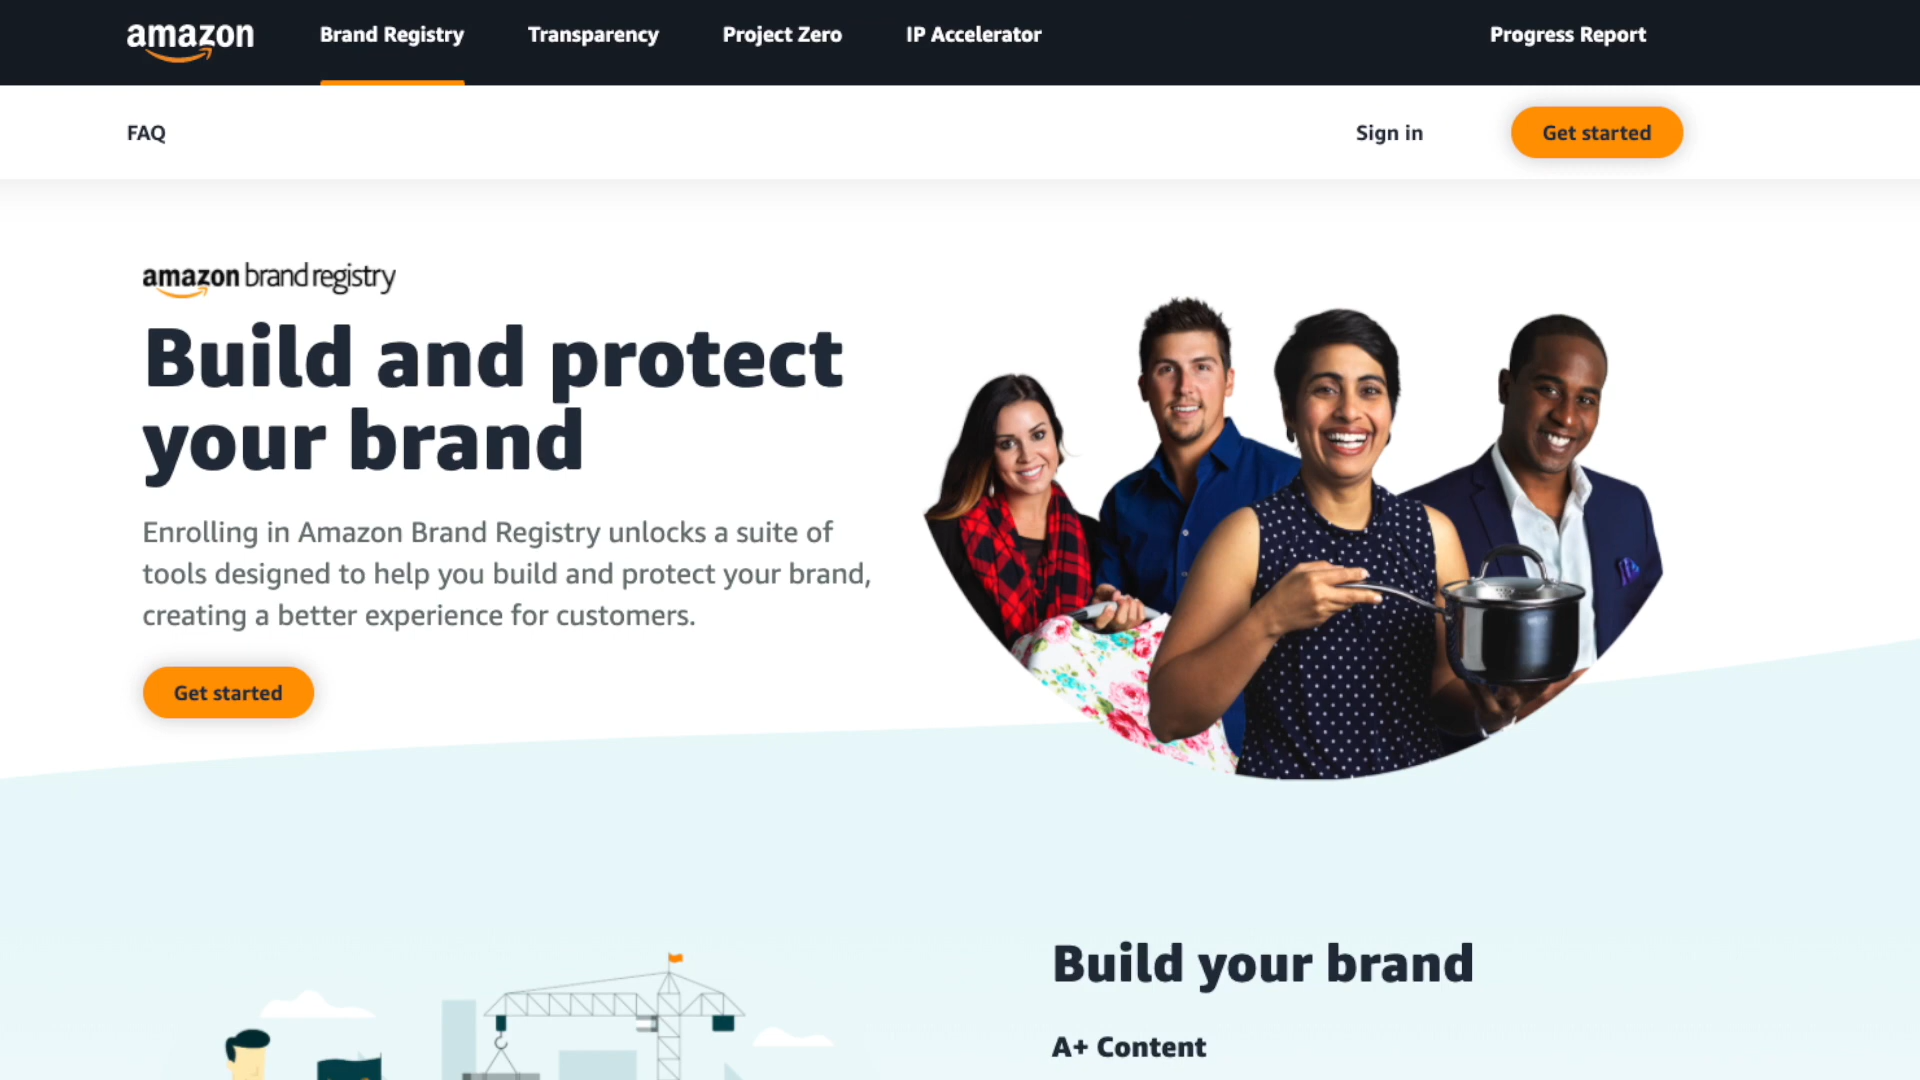 amazon
Brand Registry
Transparency
Project Zero
IP Accelerator
Progress Report
FAQ
Sign in
Get started
amazon brand registry
Build and protect
your brand
Enrolling in Amazon Brand Registry unlocks a suite of
tools designed to help you build and protect your brand,
creating a better experience for customers.
Get started
Build your brand
A+ Content